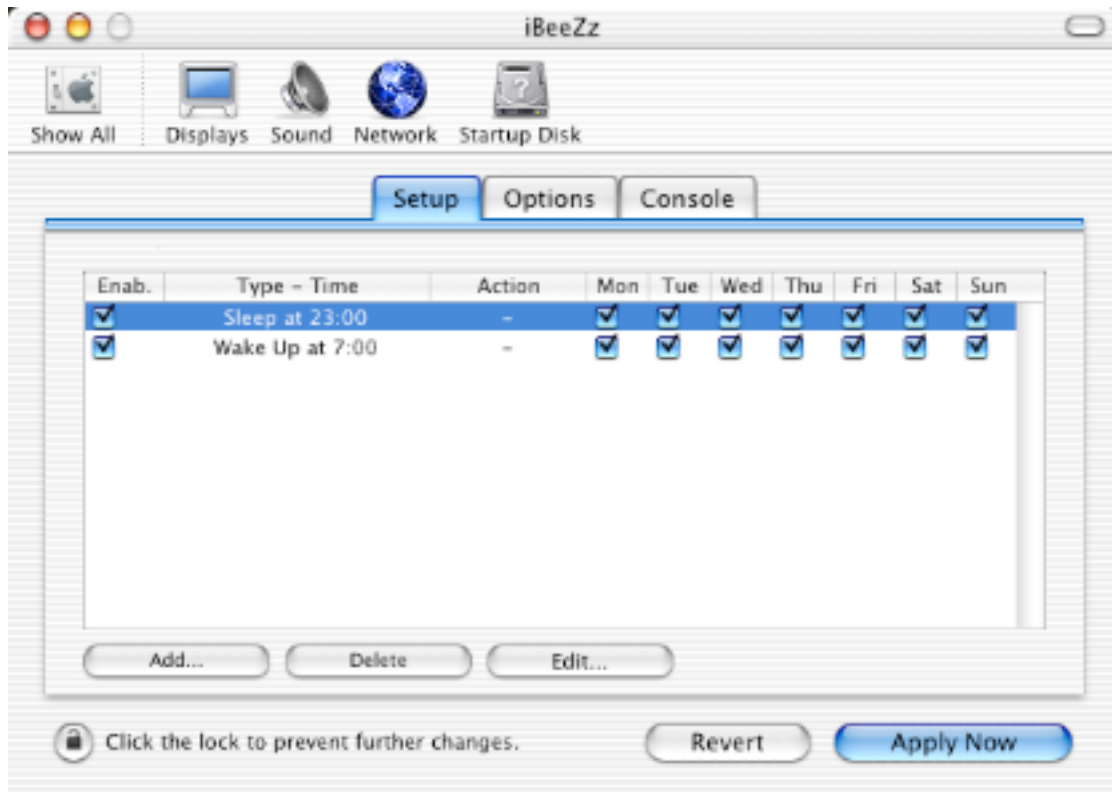 iBeeZz
Show All Displays Sound Network Startup Disk
Setup Options Console
Enab. Type – Time Action Mon Tue Wed Thu Fri Sat Sun
Sleep at 23:00 –
Wake Up at 7:00 –
Add... Delete Edit...
Click the lock to prevent further changes. Revert Apply Now